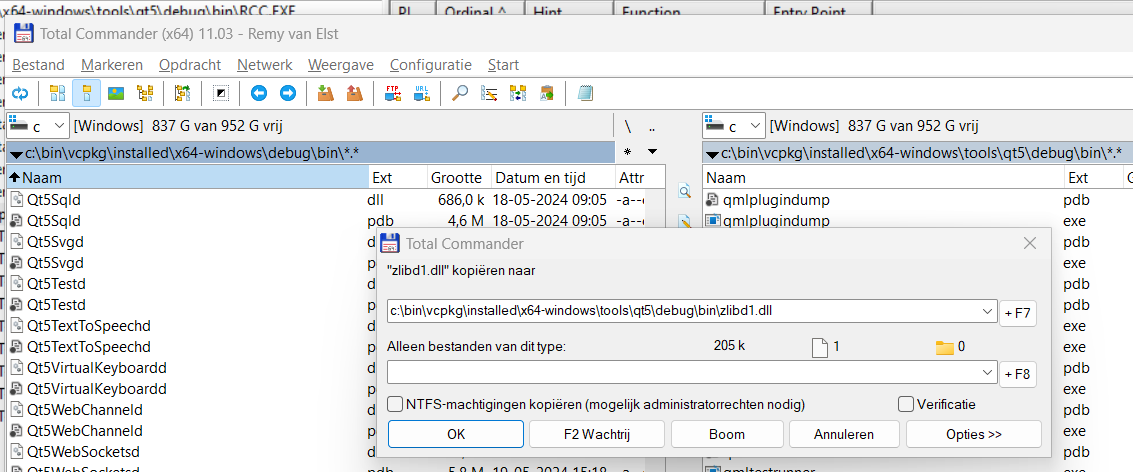 x64-windows\tools\qt5\debug\bin\RCC.EXE PI Ordinal ^ Hint Function Entry Point
Total Commander (x64) 11.03 - Remy van Elst
Bestand Markeren Opdracht Netwerk Weergave Configuratie Start
FTP URL
c [Windows] 837 G van 952 G vrij \ .. c [Windows] 837 G van 952 G vrij
c:\bin\vcpkg\installed\x64-windows\debug\bin\*.* * c:\bin\vcpkg\installed\x64-windows\tools\qt5\debug\bin\*.*
Naam Ext Grootte Datum en tijd Attr Naam Ext G
Qt5Sqld dll 686,0 k 18-05-2024 09:05 -a-- qmlplugindump pdb
Qt5Sqld pdb 4,6 M 18-05-2024 09:05 -a-- qmlplugindump exe
Qt5Svgd d pdb
Qt5Svgd p exe
Qt5Testd d pdb
Qt5Testd p exe
Qt5TextToSpeechd d exe
Qt5TextToSpeechd p pdb
Qt5VirtualKeyboardd d exe
Qt5VirtualKeyboardd p pdb
Qt5WebChanneld d exe
Qt5WebChanneld p pdb
Qt5WebSocketsd d exe
Qt5WebSocketsd pdb 5,8 M 19-05-2024 15:18 -a-- qmltestrunner pdb
Total Commander
"zlibd1.dll" kopiëren naar
c:\bin\vcpkg\installed\x64-windows\tools\qt5\debug\bin\zlibd1.dll + F7
Alleen bestanden van dit type: 205 k 1 0
+ F8
NTFS-machtigingen kopiëren (mogelijk administratorrechten nodig) Verificatie
OK F2 Wachtrij Boom Annuleren Opties >>